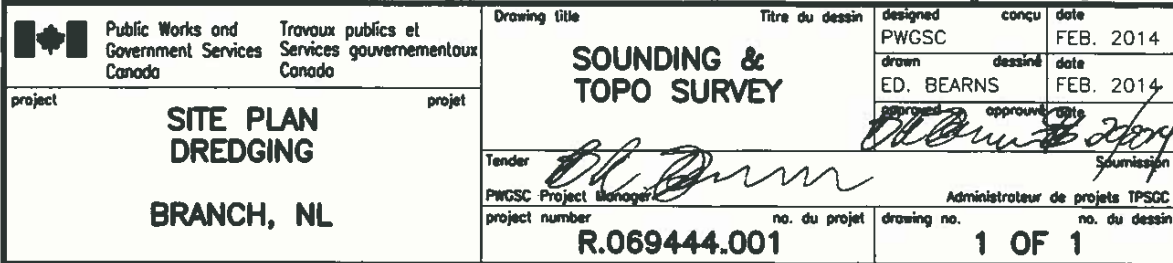 Public Works and
Government Services
Canada
Travaux publics et
Services gouvernementaux
Canada
project projet
SITE PLAN
DREDGING
BRANCH, NL
Drawing title Titre du dessin
SOUNDING &
TOPO SURVEY
designed conçu date
PWGSC FEB. 2014
drawn dessiné date
ED. BEARNS FEB. 2014
approved approuvé date
Tender Soumission
PWGSC Project Manager Administrateur de projets TPSGC
project number no. du projet
R.069444.001
drawing no. no. du dessin
1 OF 1